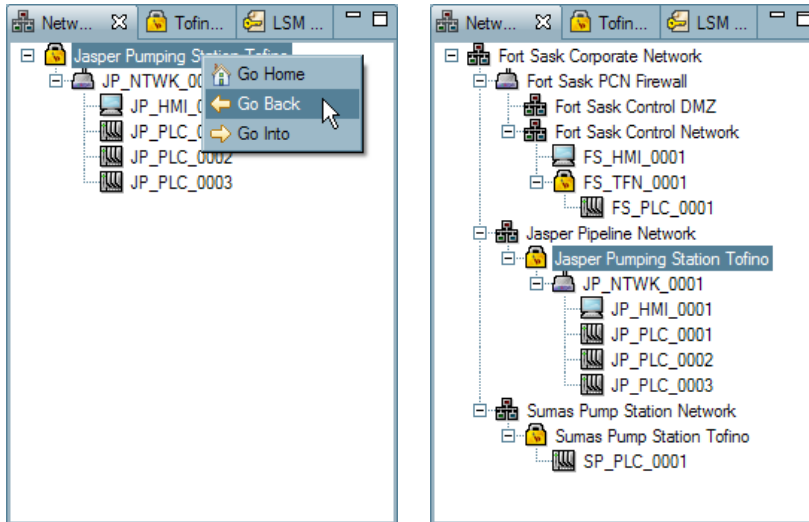 Netw...
Tofin...
LSM ...
Jasper Pumping Station Tofino
JP_NTWK_00
JP_HMI_0
JP_PLC_0
JP_PLC_0002
JP_PLC_0003
Go Home
Go Back
Go Into
Netw...
Tofin...
LSM ...
Fort Sask Corporate Network
Fort Sask PCN Firewall
Fort Sask Control DMZ
Fort Sask Control Network
FS_HMI_0001
FS_TFN_0001
FS_PLC_0001
Jasper Pipeline Network
Jasper Pumping Station Tofino
JP_NTWK_0001
JP_HMI_0001
JP_PLC_0001
JP_PLC_0002
JP_PLC_0003
Sumas Pump Station Network
Sumas Pump Station Tofino
SP_PLC_0001